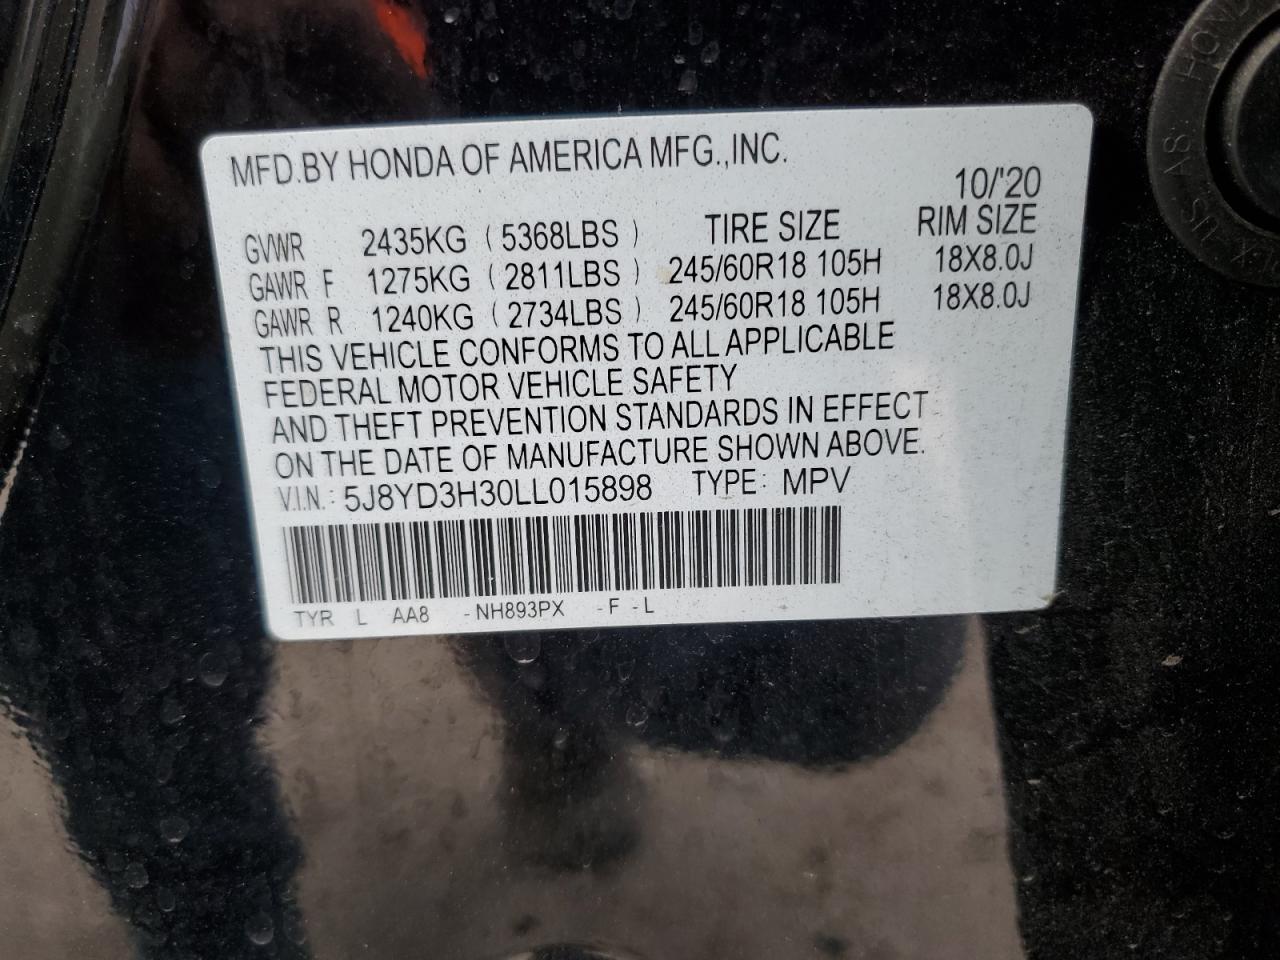 MFD.BY HONDA OF AMERICA MFG.,INC.
10/'20
GVWR 2435KG (5368LBS) TIRE SIZE RIM SIZE
GAWR F 1275KG (2811LBS) 245/60R18 105H 18X8.0J
GAWR R 1240KG (2734LBS) 245/60R18 105H 18X8.0J
THIS VEHICLE CONFORMS TO ALL APPLICABLE
FEDERAL MOTOR VEHICLE SAFETY
AND THEFT PREVENTION STANDARDS IN EFFECT
ON THE DATE OF MANUFACTURE SHOWN ABOVE.
V.I.N.: 5J8YD3H30LL015898 TYPE: MPV
TYR L AA8 -NH893PX -F -L
HONDA
A8